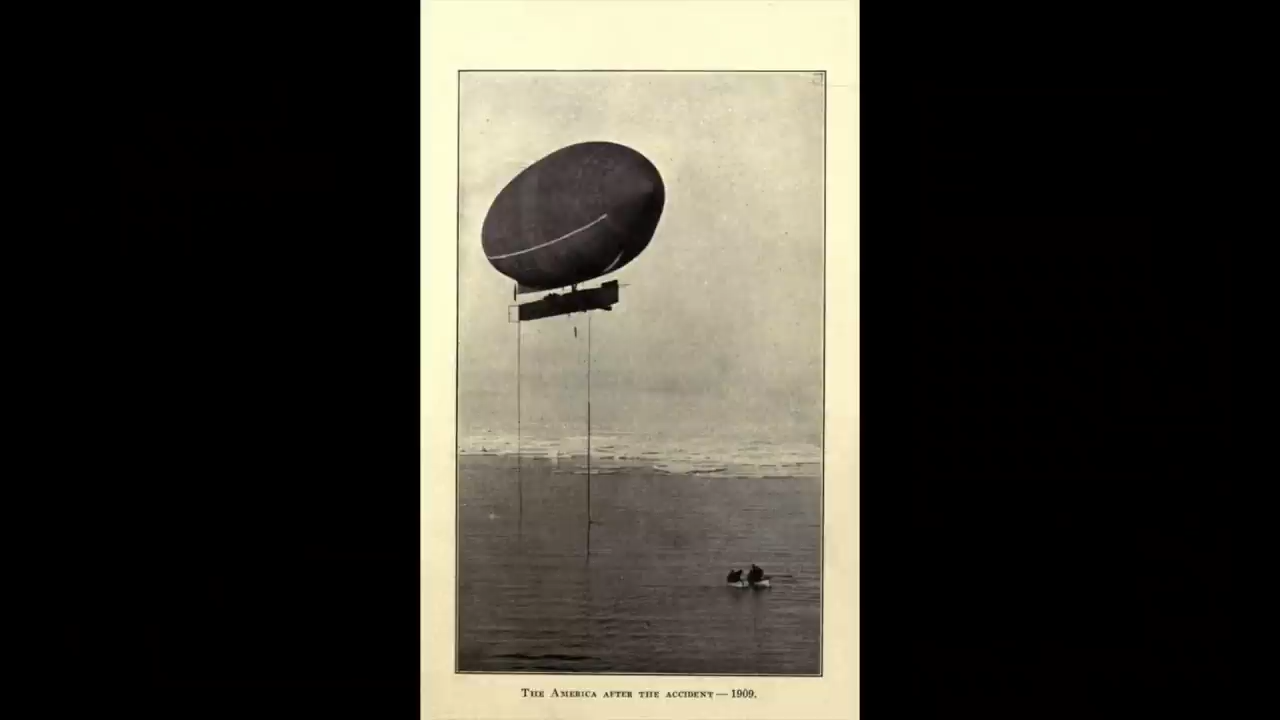 The America after the accident — 1909.